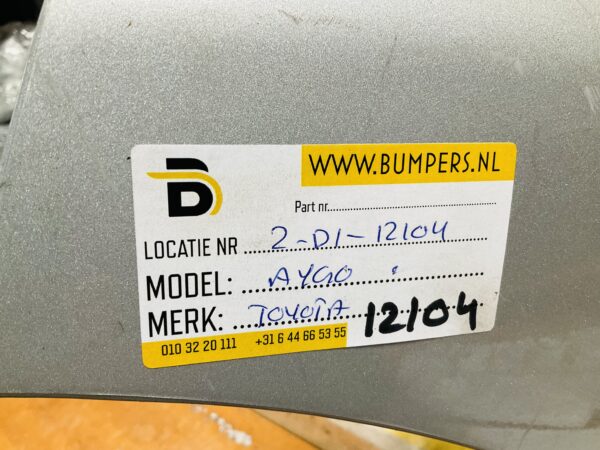 WWW.BUMPERS.NL
B
Part nr.
LOCATIE NR 2-D1-12104
MODEL: AYGO
MERK: TOYOTA 12104
010 32 20 111 +31 6 44 66 53 55